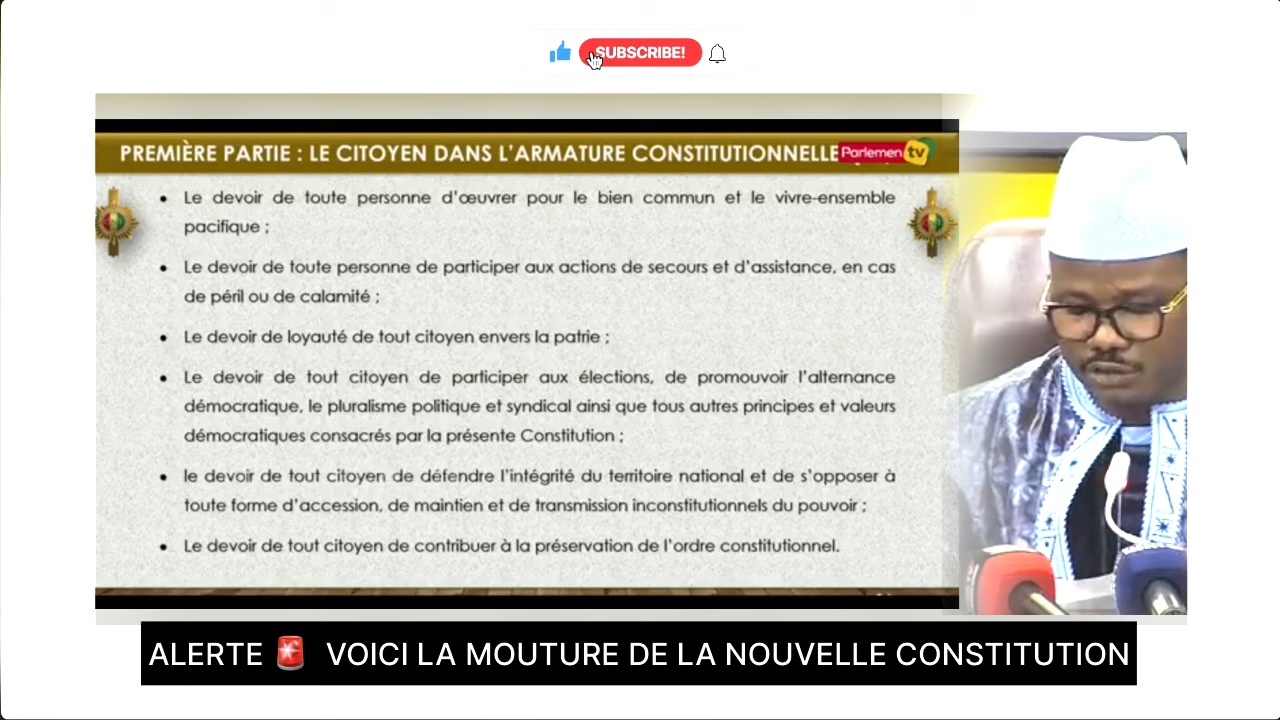 SUBSCRIBE!
PREMIÈRE PARTIE : LE CITOYEN DANS L'ARMATURE CONSTITUTIONNELLE
Parlemen tv
• Le devoir de toute personne d'œuvrer pour le bien commun et le vivre-ensemble
pacifique ;
• Le devoir de toute personne de participer aux actions de secours et d'assistance, en cas
de péril ou de calamité ;
• Le devoir de loyauté de tout citoyen envers la patrie ;
• Le devoir de tout citoyen de participer aux élections, de promouvoir l'alternance
démocratique, le pluralisme politique et syndical ainsi que tous autres principes et valeurs
démocratiques consacrés par la présente Constitution ;
• le devoir de tout citoyen de défendre l'intégrité du territoire national et de s'opposer à
toute forme d'accession, de maintien et de transmission inconstitutionnels du pouvoir ;
• Le devoir de tout citoyen de contribuer à la préservation de l'ordre constitutionnel.
ALERTE 🚨 VOICI LA MOUTURE DE LA NOUVELLE CONSTITUTION